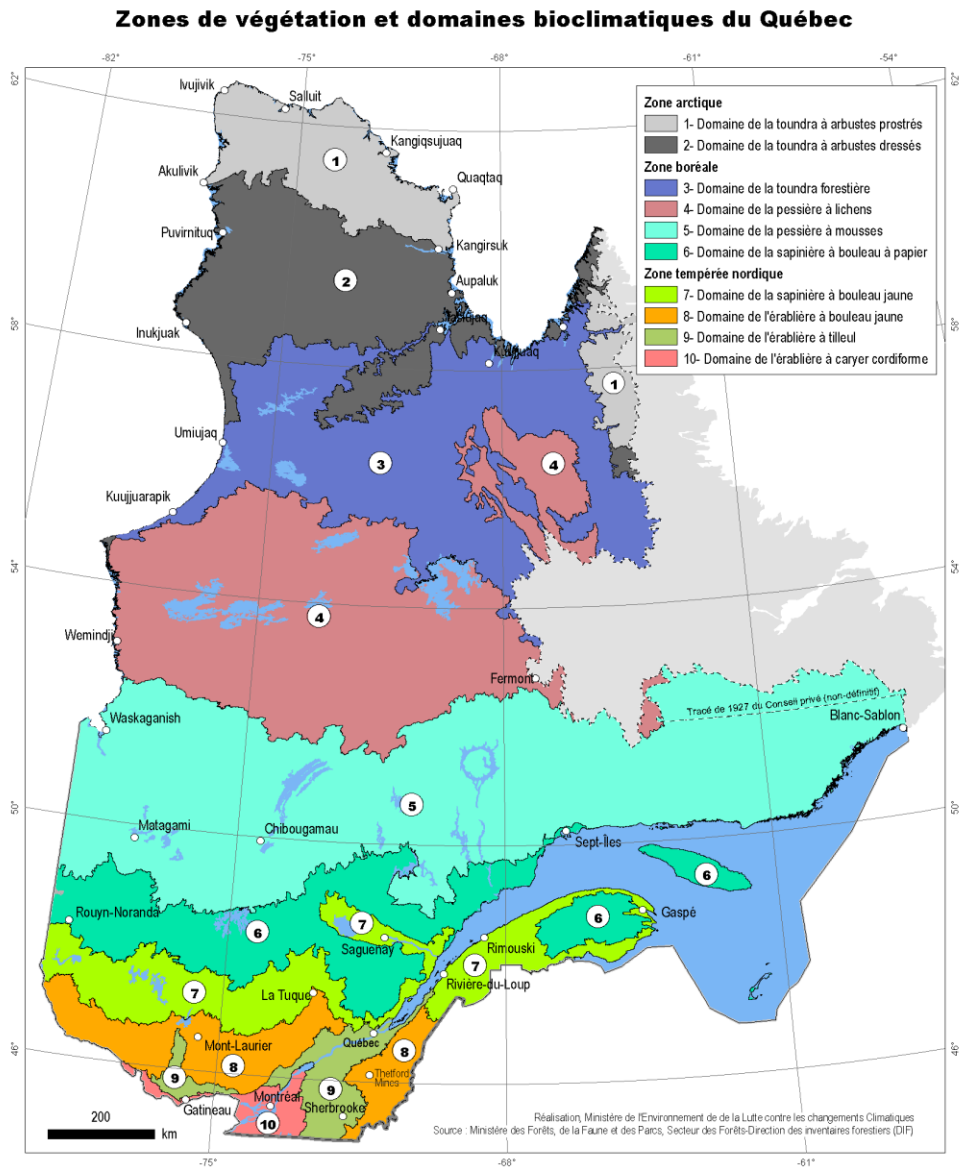 Zones de végétation et domaines bioclimatiques du Québec
-82°
-75°
-68°
-61°
-54°
62°
62°
Ivujivik
Salluit
Kangiqsujuaq
Akulivik
Quaqtaq
Puvirnituq
Kangirsuk
Aupaluk
Tasiujaq
Inukjuak
Kuujjuaq
58°
58°
Umiujaq
Kuujjuarapik
54°
54°
Wemindji
Fermont
Waskaganish
Tracé de 1927 du Conseil privé (non-définitif)
Blanc-Sablon
50°
50°
Matagami
Chibougamau
Sept-Îles
Rouyn-Noranda
Saguenay
Gaspé
Rimouski
Rivière-du-Loup
La Tuque
Québec
Mont-Laurier
46°
46°
Thetford
Mines
Gatineau
Montréal
Sherbrooke
1
2
3
4
1
4
5
6
6
6
7
7
7
8
8
9
9
10
Zone arctique
1- Domaine de la toundra à arbustes prostrés
2- Domaine de la toundra à arbustes dressés
Zone boréale
3- Domaine de la toundra forestière
4- Domaine de la pessière à lichens
5- Domaine de la pessière à mousses
6- Domaine de la sapinière à bouleau à papier
Zone tempérée nordique
7- Domaine de la sapinière à bouleau jaune
8- Domaine de l'érablière à bouleau jaune
9- Domaine de l'érablière à tilleul
10- Domaine de l'érablière à caryer cordiforme
200
km
Réalisation, Ministère de l'Environnement de de la Lutte contre les changements Climatiques
Source : Ministère des Forêts, de la Faune et des Parcs, Secteur des Forêts-Direction des inventaires forestiers (DIF)
-75°
-68°
-61°